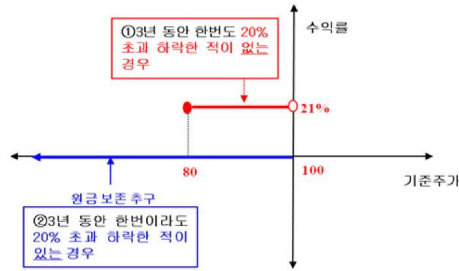 ①3년 동안 한번도 20%
초과 하락한 적이 없는
경우
수익률
21%
80
100
기준주가
원금 보존 추구
②3년 동안 한번이라도
20% 초과 하락한 적이
있는 경우